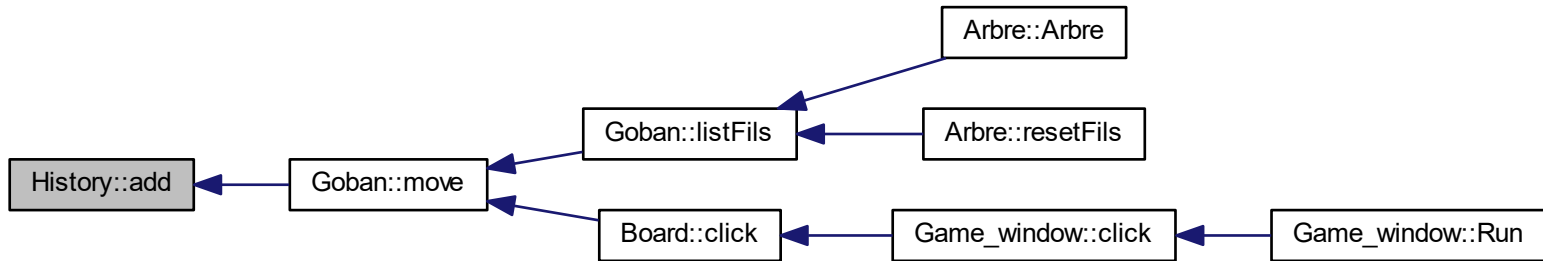 Arbre::Arbre
Goban::listFils
Arbre::resetFils
History::add
Goban::move
Board::click
Game_window::click
Game_window::Run